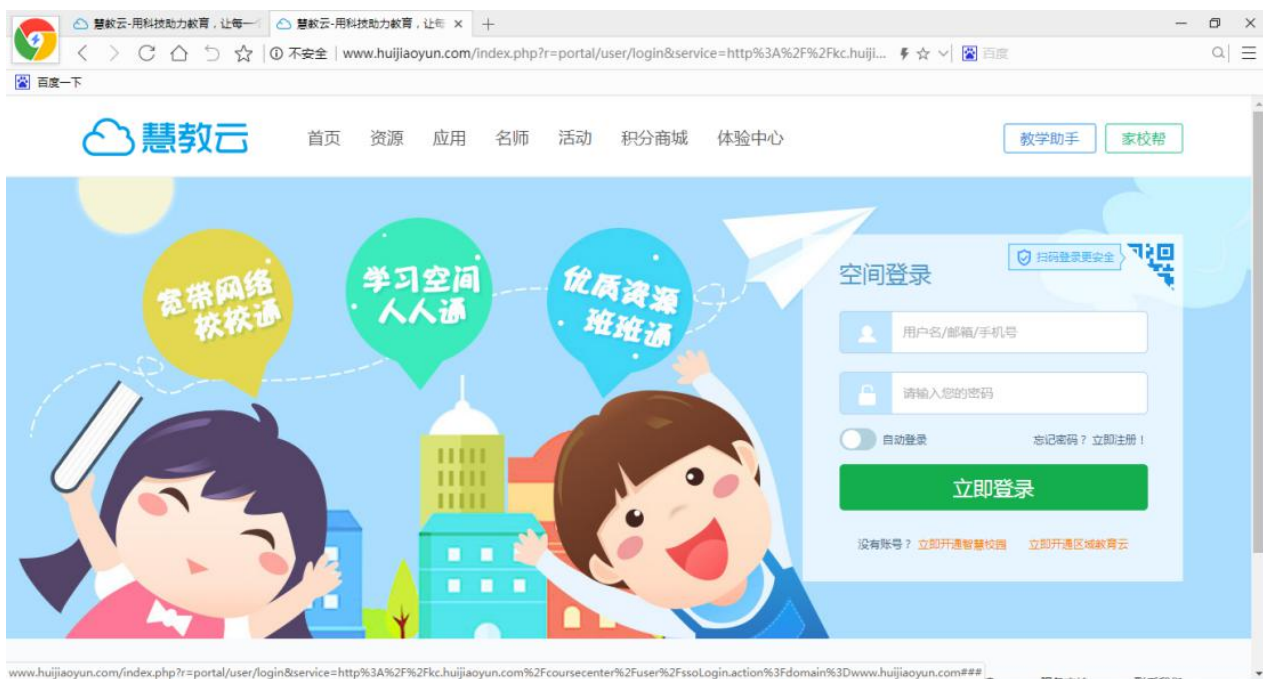 慧教云-用科技助力教育，让每一个
慧教云-用科技助力教育，让每
不安全 www.huijiaoyun.com/index.php?r=portal/user/login&service=http%3A%2F%2Fkc.huiji...
百度
百度一下
慧教云
首页 资源 应用 名师 活动 积分商城 体验中心
教学助手 家校帮
宽带网络
校校通
学习空间
人人通
优质资源
班班通
空间登录
扫码登录更安全
用户名/邮箱/手机号
请输入您的密码
自动登录 忘记密码？ 立即注册！
立即登录
没有账号？ 立即开通智慧校园 立即开通区域教育云
www.huijiaoyun.com/index.php?r=portal/user/login&service=http%3A%2F%2Fkc.huijiaoyun.com%2Fcoursecenter%2Fuser%2FssoLogin.action%3Fdomain%3Dwww.huijiaoyun.com###